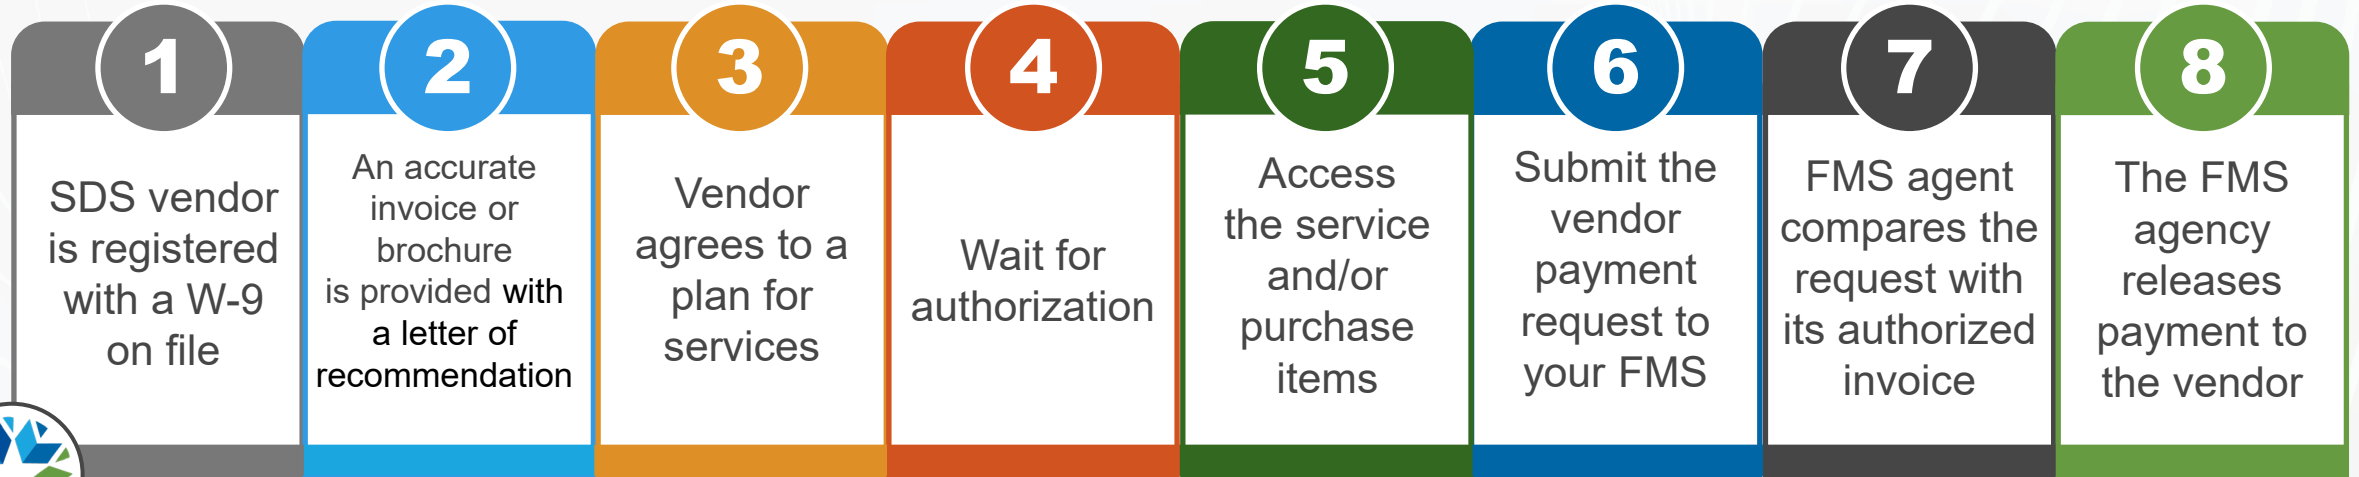 1
SDS vendor
is registered
with a W-9
on file
2
An accurate
invoice or
brochure
is provided with
a letter of
recommendation
3
Vendor
agrees to a
plan for
services
4
Wait for
authorization
5
Access
the service
and/or
purchase
items
6
Submit the
vendor
payment
request to
your FMS
7
FMS agent
compares the
request with
its authorized
invoice
8
The FMS
agency
releases
payment to
the vendor